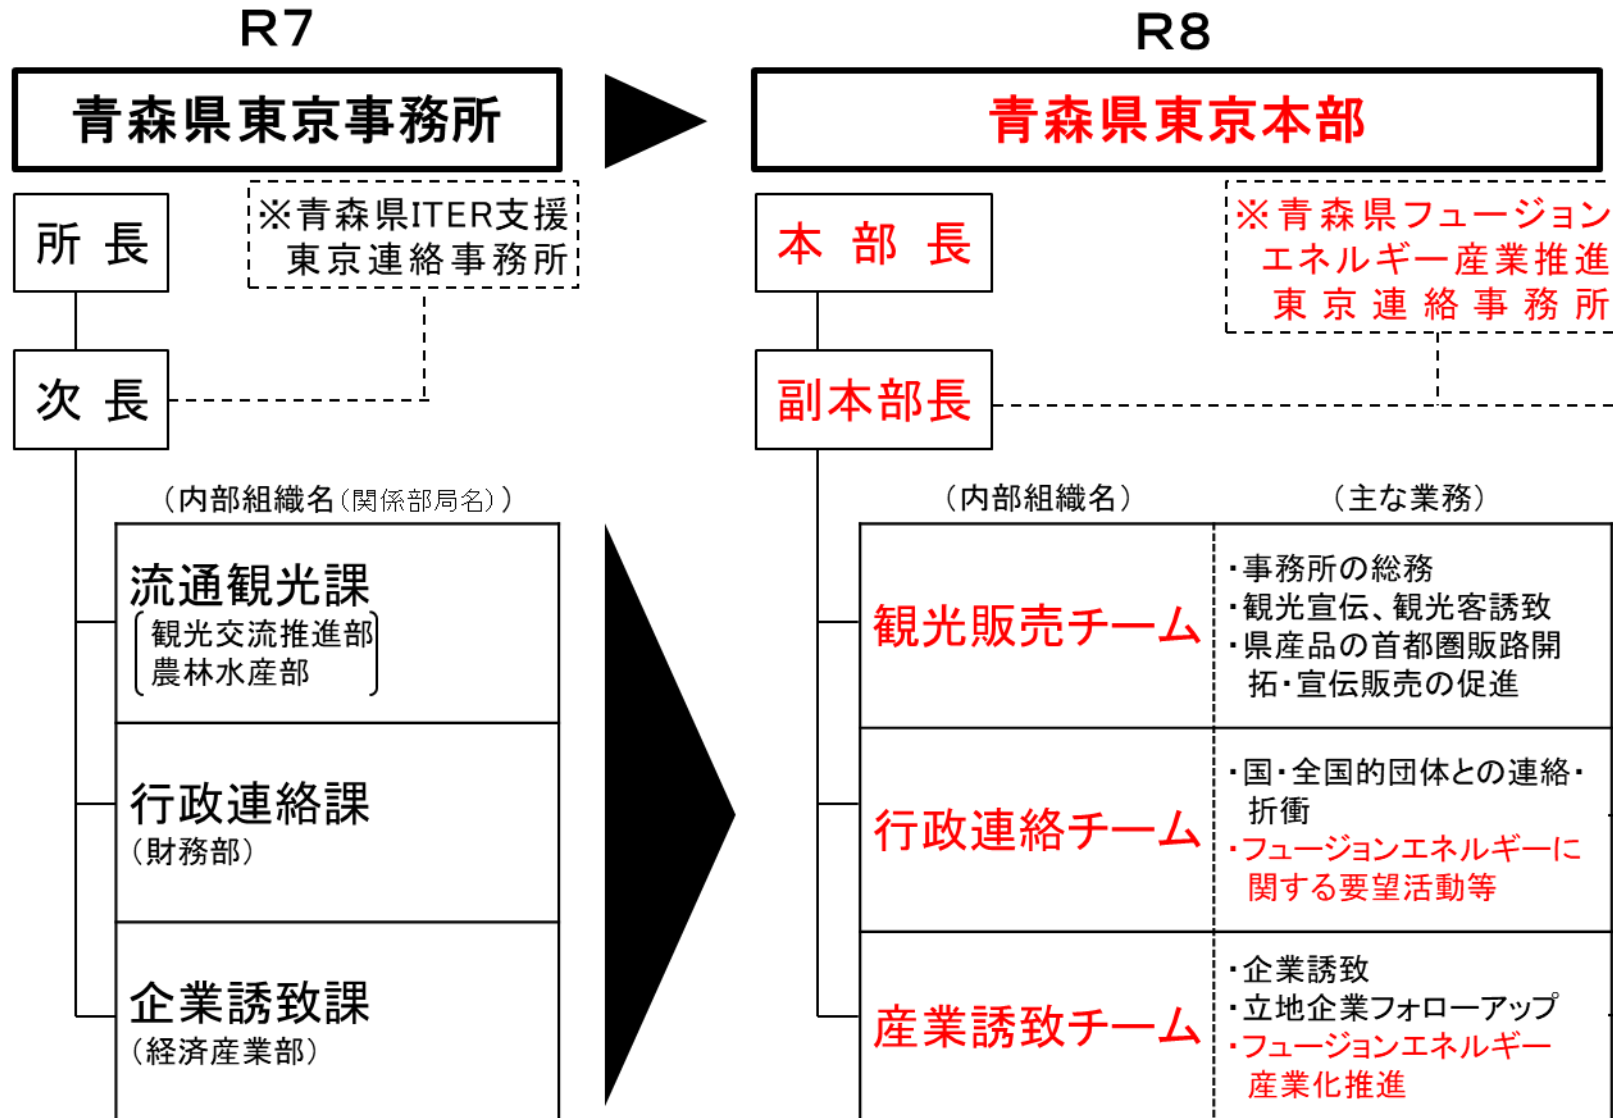 R7
青森県東京事務所
所長
※青森県ITER支援
東京連絡事務所
次長
(内部組織名(関係部局名))
流通観光課
観光交流推進部
農林水産部
行政連絡課
(財務部)
企業誘致課
(経済産業部)
R8
青森県東京本部
本部長
※青森県フュージョン
エネルギー産業推進
東京連絡事務所
副本部長
(内部組織名)
(主な業務)
観光販売チーム
・事務所の総務
・観光宣伝、観光客誘致
・県産品の首都圏販路開
拓・宣伝販売の促進
行政連絡チーム
・国・全国的団体との連絡・
折衝
・フュージョンエネルギーに
関する要望活動等
産業誘致チーム
・企業誘致
・立地企業フォローアップ
・フュージョンエネルギー
産業化推進